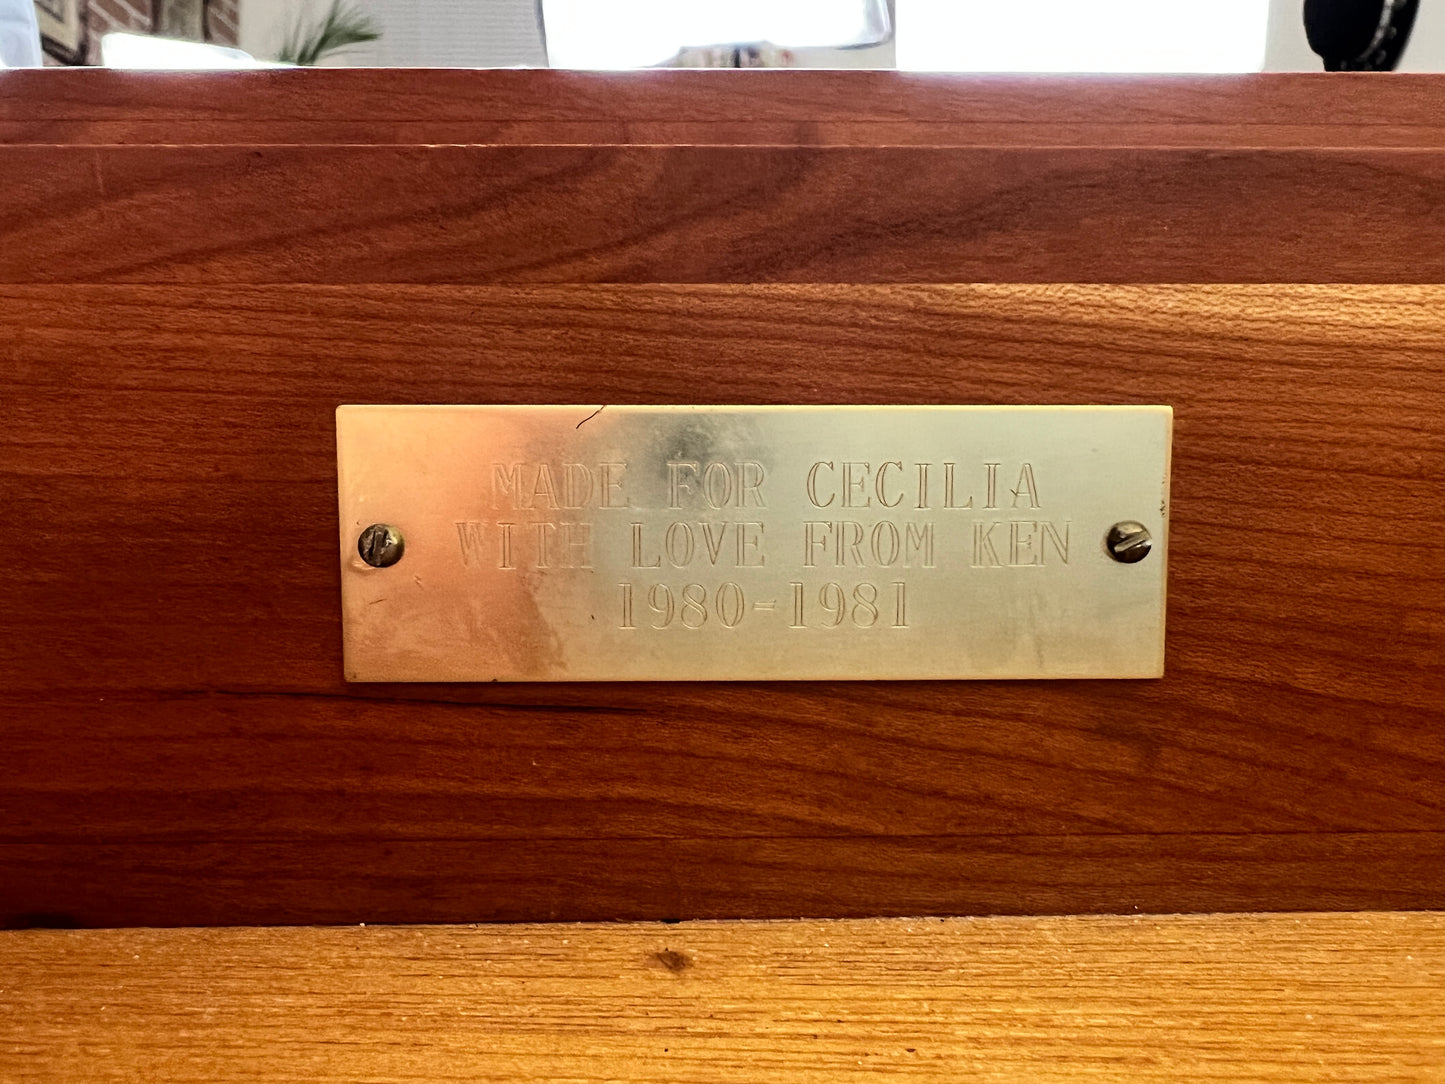 MADE FOR CECILIA
WITH LOVE FROM KEN
1980-1981